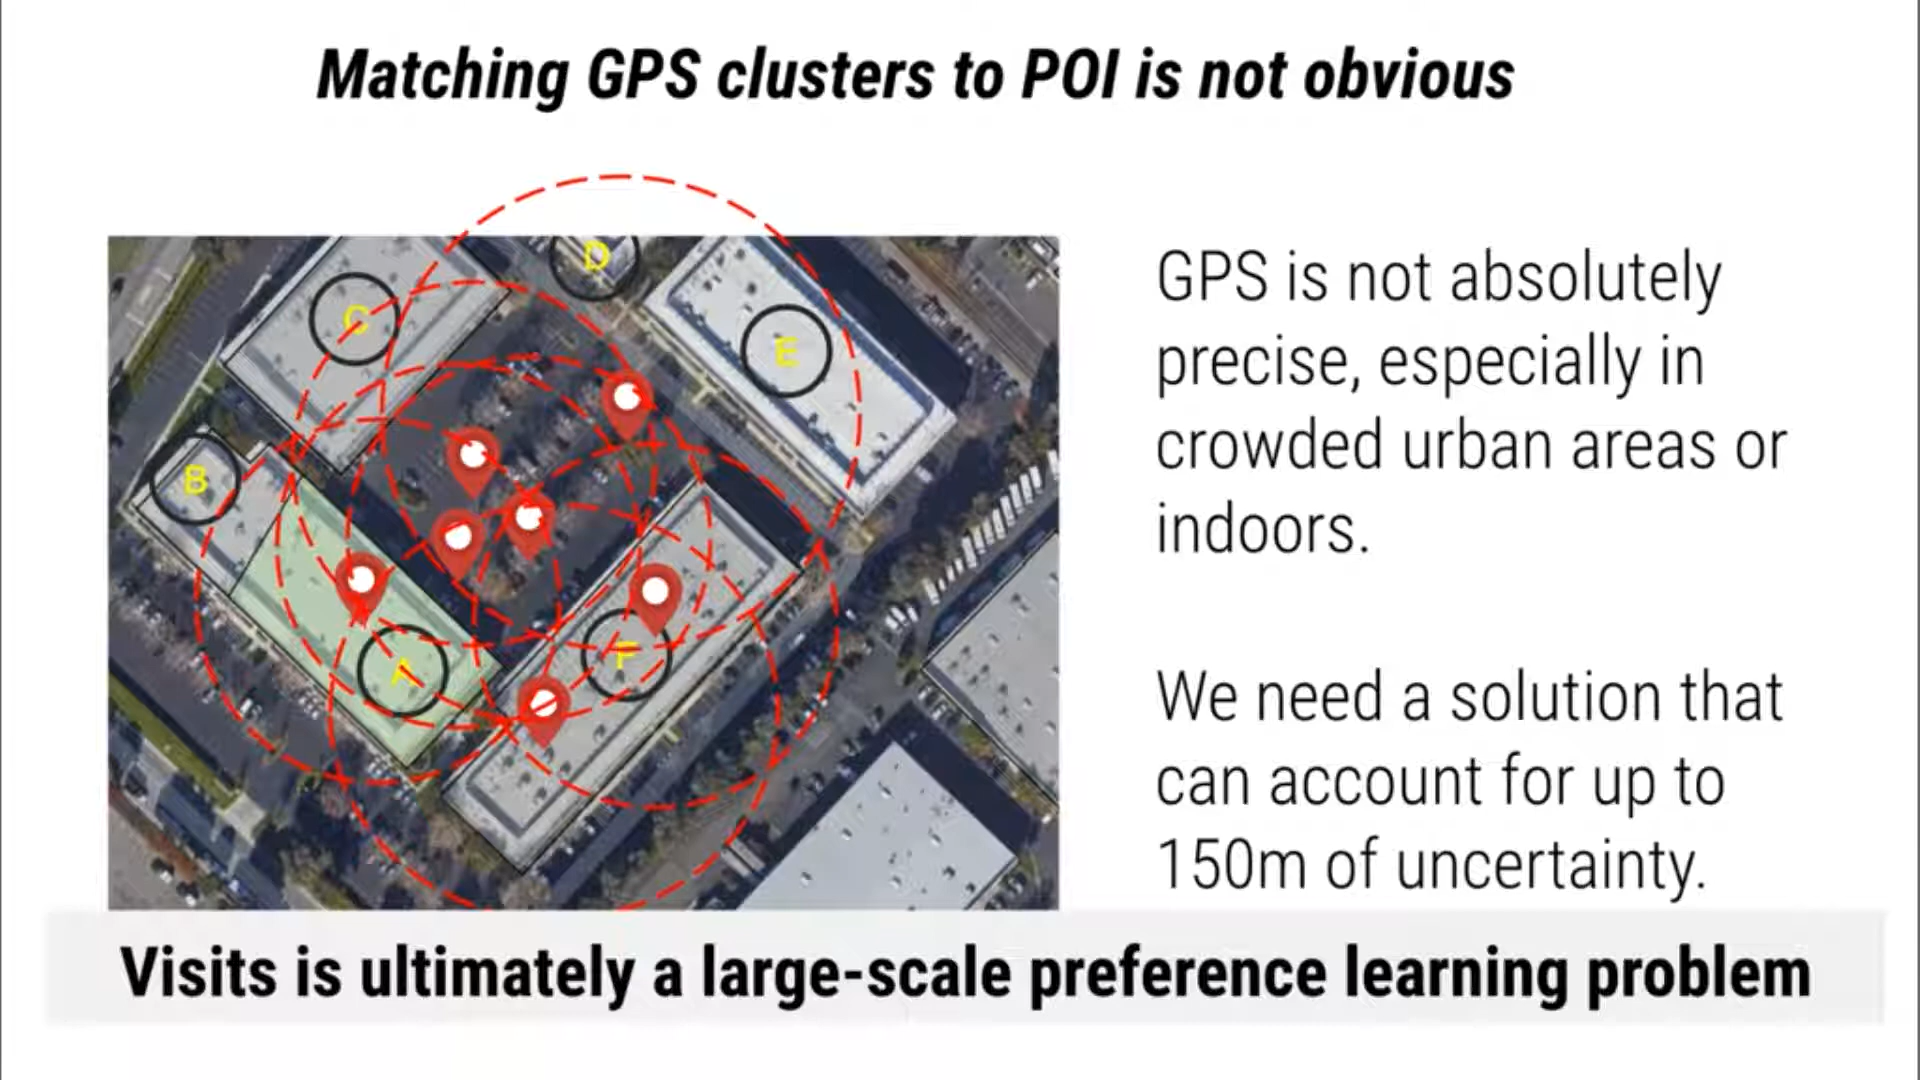 Matching GPS clusters to POI is not obvious
D
C
E
B
A
F
GPS is not absolutely
precise, especially in
crowded urban areas or
indoors.
We need a solution that
can account for up to
150m of uncertainty.
Visits is ultimately a large-scale preference learning problem